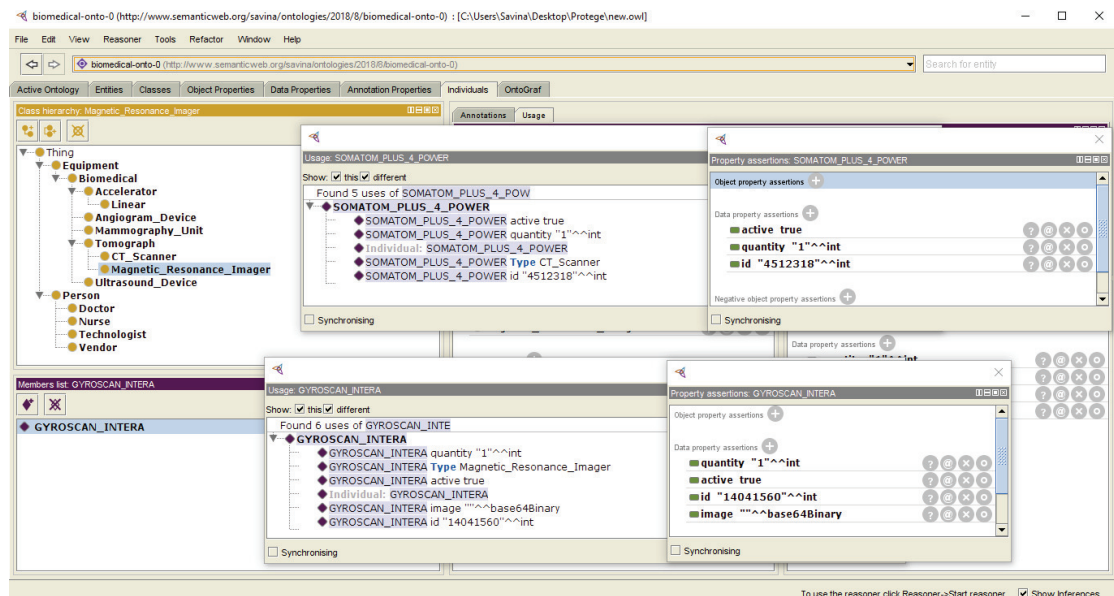 biomedical-onto-0 (http://www.semanticweb.org/savina/ontologies/2018/8/biomedical-onto-0) : [C:\Users\Savina\Desktop\Protege\new.owl]
File Edit View Reasoner Tools Refactor Window Help
biomedical-onto-0 (http://www.semanticweb.org/savina/ontologies/2018/8/biomedical-onto-0)
Search for entity
Active Ontology Entities Classes Object Properties Data Properties Annotation Properties Individuals OntoGraf
Class hierarchy: Magnetic_Resonance_Imager
Thing
Equipment
Biomedical
Accelerator
Linear
Angiogram_Device
Mammography_Unit
Tomograph
CT_Scanner
Magnetic_Resonance_Imager
Ultrasound_Device
Person
Doctor
Nurse
Technologist
Vendor
Annotations Usage
Usage: SOMATOM_PLUS_4_POWER
Show: this different
Found 5 uses of SOMATOM_PLUS_4_POW
SOMATOM_PLUS_4_POWER
SOMATOM_PLUS_4_POWER active true
SOMATOM_PLUS_4_POWER quantity "1"^^int
Individual: SOMATOM_PLUS_4_POWER
SOMATOM_PLUS_4_POWER Type CT_Scanner
SOMATOM_PLUS_4_POWER id "4512318"^^int
Synchronising
Property assertions: SOMATOM_PLUS_4_POWER
Object property assertions
Data property assertions
active true
quantity "1"^^int
id "4512318"^^int
Negative object property assertions
Synchronising
Data property assertions
Members list: GYROSCAN_INTERA
GYROSCAN_INTERA
Usage: GYROSCAN_INTERA
Show: this different
Found 6 uses of GYROSCAN_INTE
GYROSCAN_INTERA
GYROSCAN_INTERA quantity "1"^^int
GYROSCAN_INTERA Type Magnetic_Resonance_Imager
GYROSCAN_INTERA active true
Individual: GYROSCAN_INTERA
GYROSCAN_INTERA image ""^^base64Binary
GYROSCAN_INTERA id "14041560"^^int
Synchronising
Property assertions: GYROSCAN_INTERA
Object property assertions
Data property assertions
quantity "1"^^int
active true
id "14041560"^^int
image ""^^base64Binary
Synchronising
To use the reasoner click Reasoner->Start reasoner Show Inferences